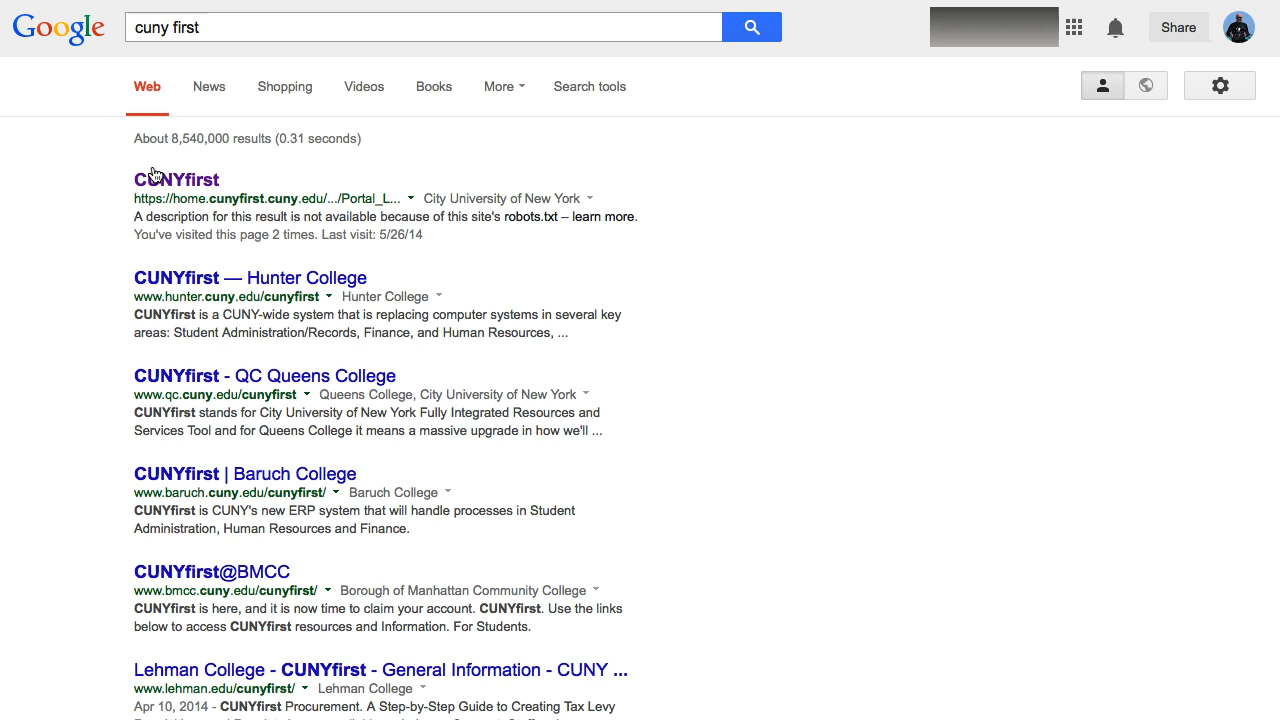 Google cuny first Share
Web News Shopping Videos Books More Search tools
About 8,540,000 results (0.31 seconds)
CUNYfirst
https://home.cunyfirst.cuny.edu/.../Portal_L... City University of New York
A description for this result is not available because of this site's robots.txt – learn more.
You've visited this page 2 times. Last visit: 5/26/14
CUNYfirst — Hunter College
www.hunter.cuny.edu/cunyfirst Hunter College
CUNYfirst is a CUNY-wide system that is replacing computer systems in several key
areas: Student Administration/Records, Finance, and Human Resources, ...
CUNYfirst - QC Queens College
www.qc.cuny.edu/cunyfirst Queens College, City University of New York
CUNYfirst stands for City University of New York Fully Integrated Resources and
Services Tool and for Queens College it means a massive upgrade in how we'll ...
CUNYfirst | Baruch College
www.baruch.cuny.edu/cunyfirst/ Baruch College
CUNYfirst is CUNY's new ERP system that will handle processes in Student
Administration, Human Resources and Finance.
CUNYfirst@BMCC
www.bmcc.cuny.edu/cunyfirst/ Borough of Manhattan Community College
CUNYfirst is here, and it is now time to claim your account. CUNYfirst. Use the links
below to access CUNYfirst resources and Information. For Students.
Lehman College - CUNYfirst - General Information - CUNY ...
www.lehman.edu/cunyfirst/ Lehman College
Apr 10, 2014 - CUNYfirst Procurement. A Step-by-Step Guide to Creating Tax Levy